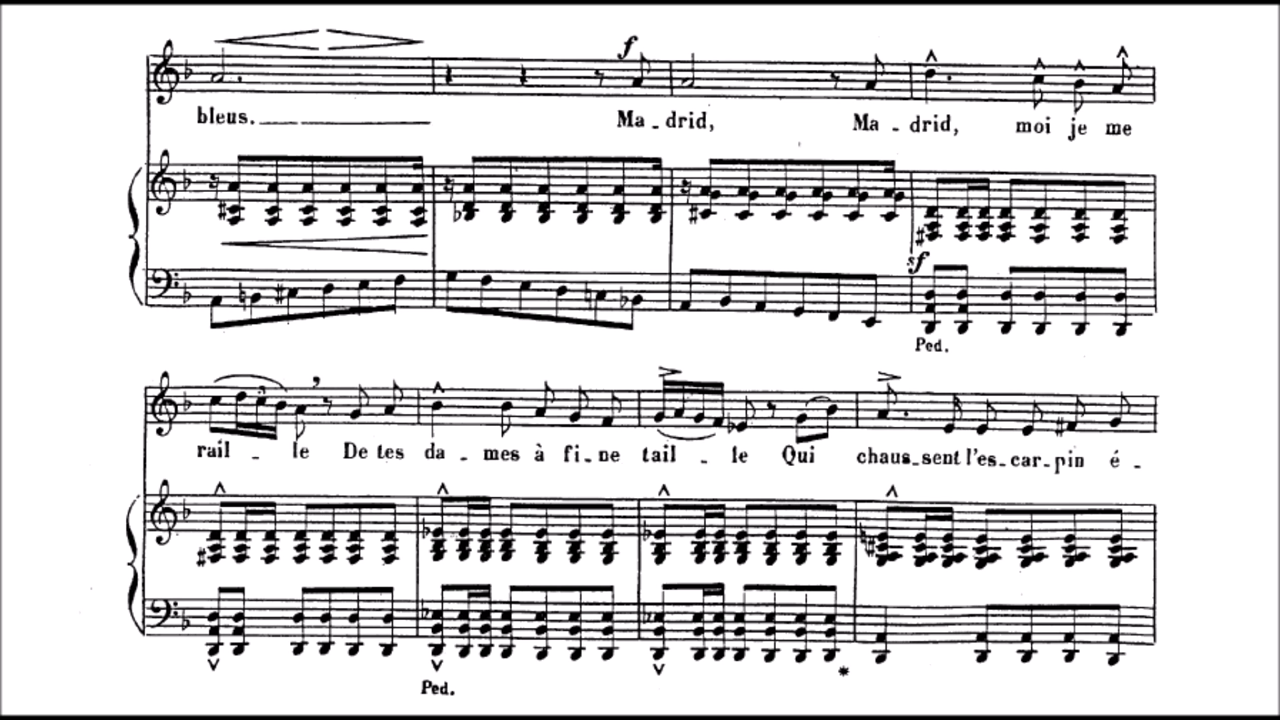 f
bleus. Ma - drid, Ma - drid, moi je me
sf
Ped.
rail - le De tes da - mes à fi - ne tail - le Qui chaus - sent l'es - car - pin é -
Ped.